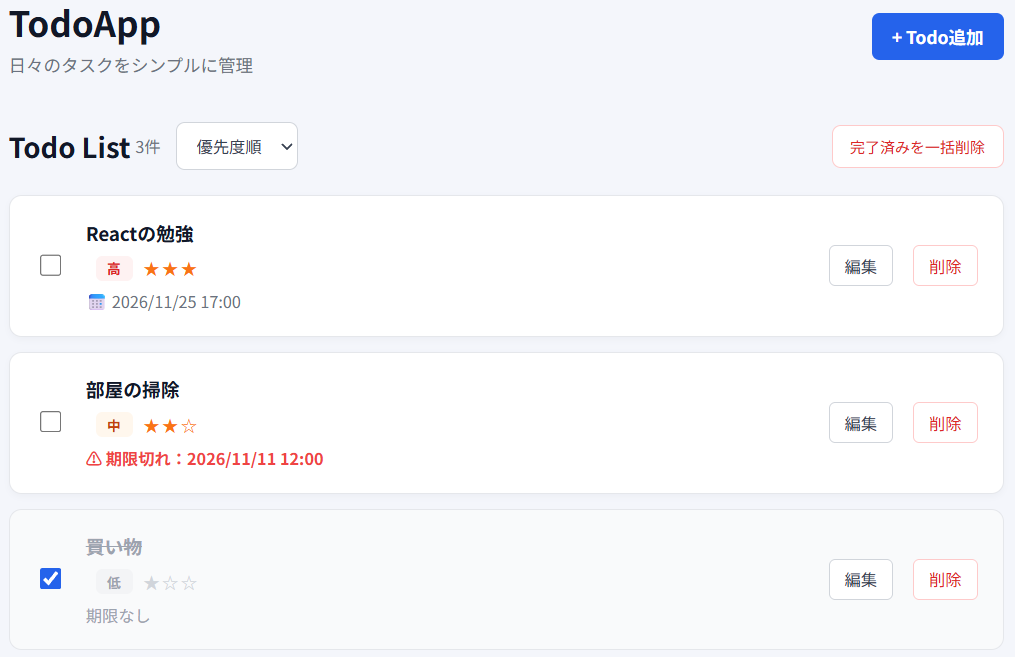 TodoApp
+ Todo追加
日々のタスクをシンプルに管理
Todo List 3件 優先度順 完了済みを一括削除
Reactの勉強
高 ★★★
編集 削除
2026/11/25 17:00
部屋の掃除
中 ★★☆
編集 削除
⚠ 期限切れ：2026/11/11 12:00
買い物
低 ★☆☆
編集 削除
期限なし